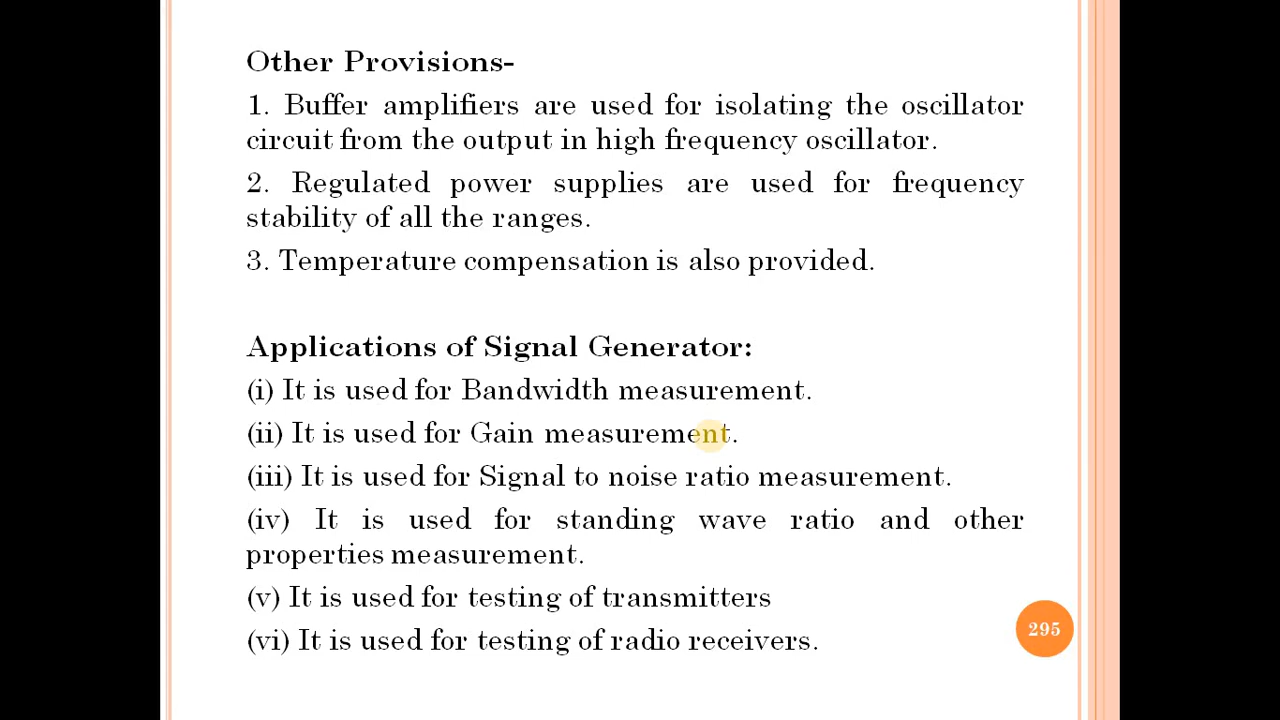 Other Provisions-
1. Buffer amplifiers are used for isolating the oscillator
circuit from the output in high frequency oscillator.
2. Regulated power supplies are used for frequency
stability of all the ranges.
3. Temperature compensation is also provided.
Applications of Signal Generator:
(i) It is used for Bandwidth measurement.
(ii) It is used for Gain measurement.
(iii) It is used for Signal to noise ratio measurement.
(iv) It is used for standing wave ratio and other
properties measurement.
(v) It is used for testing of transmitters
(vi) It is used for testing of radio receivers.
295